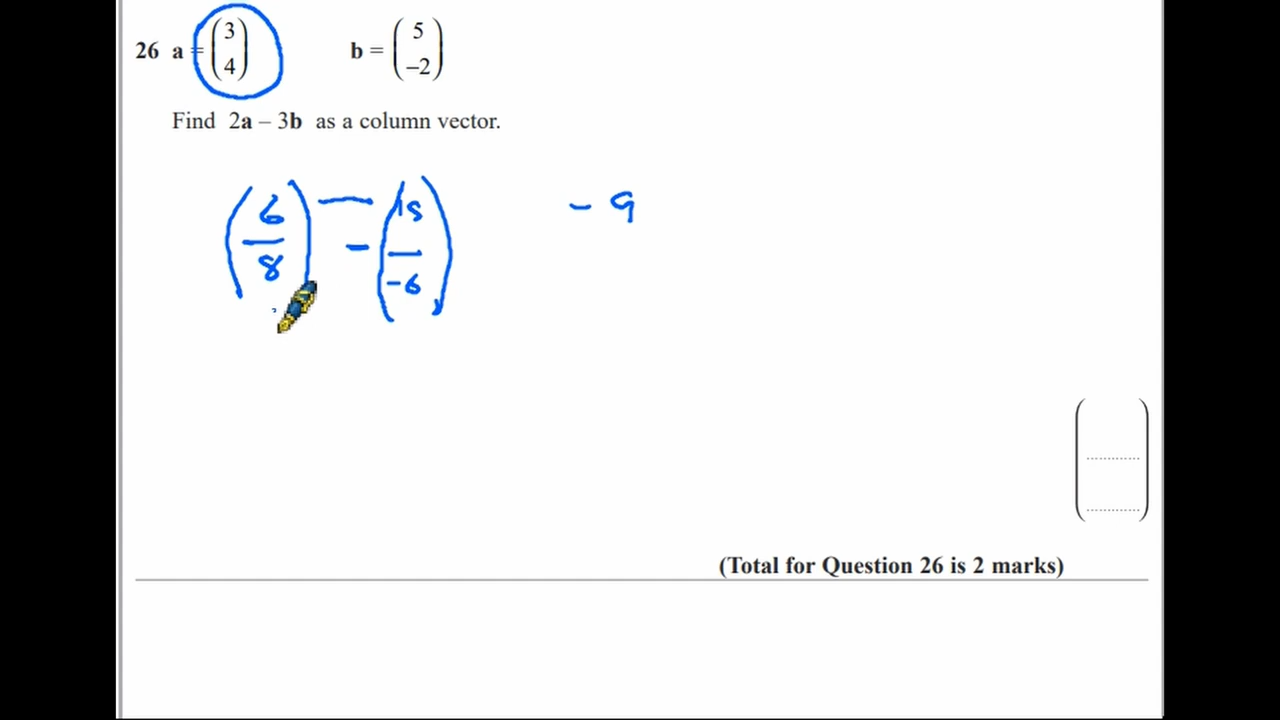 26 a = (3 4) b = (5 –2)
Find 2a – 3b as a column vector.
(6 8) — (15 -6) - 9
-
(Total for Question 26 is 2 marks)